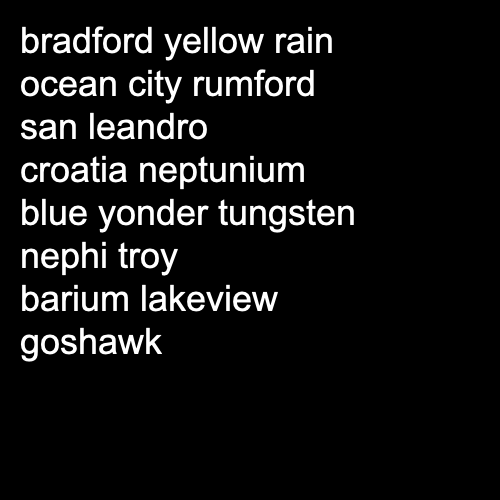 bradford yellow rain
ocean city rumford
san leandro
croatia neptunium
blue yonder tungsten
nephi troy
barium lakeview
goshawk